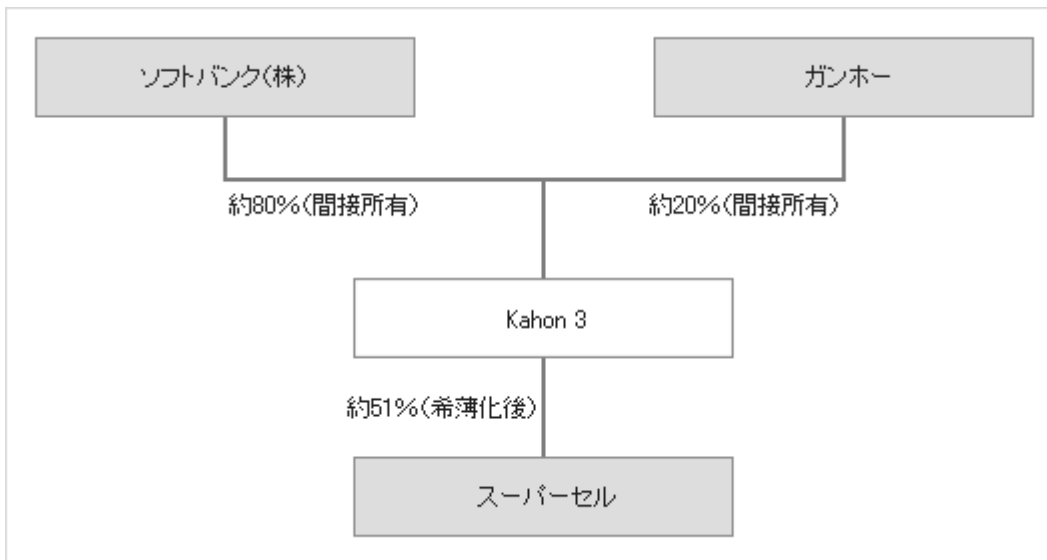 ソフトバンク(株)
ガンホー
約80%(間接所有)
約20%(間接所有)
Kahon 3
約51%(希薄化後)
スーパーセル